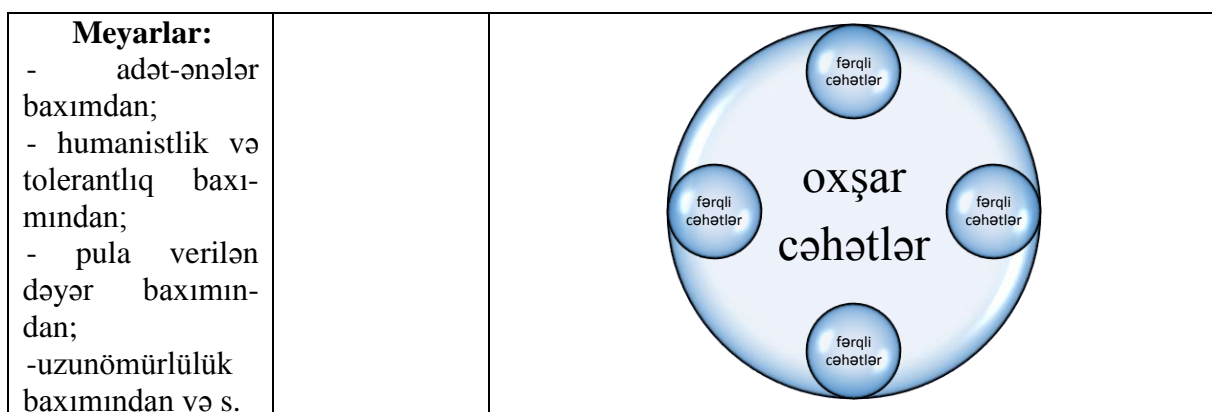 Meyarlar:
- adət-ənələr
baxımdan;
- humanistlik və
tolerantlıq baxı-
mından;
- pula verilən
dəyər baxımın-
dan;
-uzunömürlülük
baxımından və s.
fərqli
cəhətlər
fərqli
cəhətlər
oxşar
cəhətlər
fərqli
cəhətlər
fərqli
cəhətlər